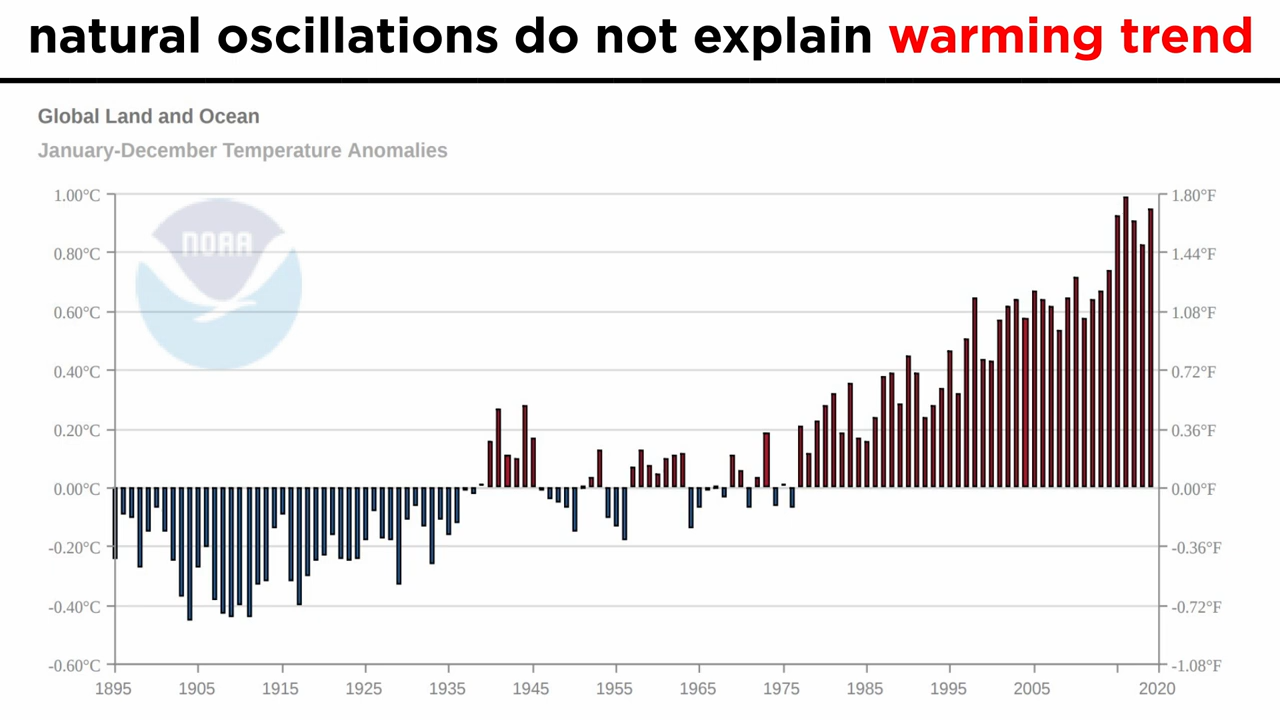 natural oscillations do not explain warming trend
Global Land and Ocean
January-December Temperature Anomalies
1.00°C
0.80°C
0.60°C
0.40°C
0.20°C
0.00°C
-0.20°C
-0.40°C
-0.60°C
NOAA
1.80°F
1.44°F
1.08°F
0.72°F
0.36°F
0.00°F
-0.36°F
-0.72°F
-1.08°F
1895 1905 1915 1925 1935 1945 1955 1965 1975 1985 1995 2005 2020